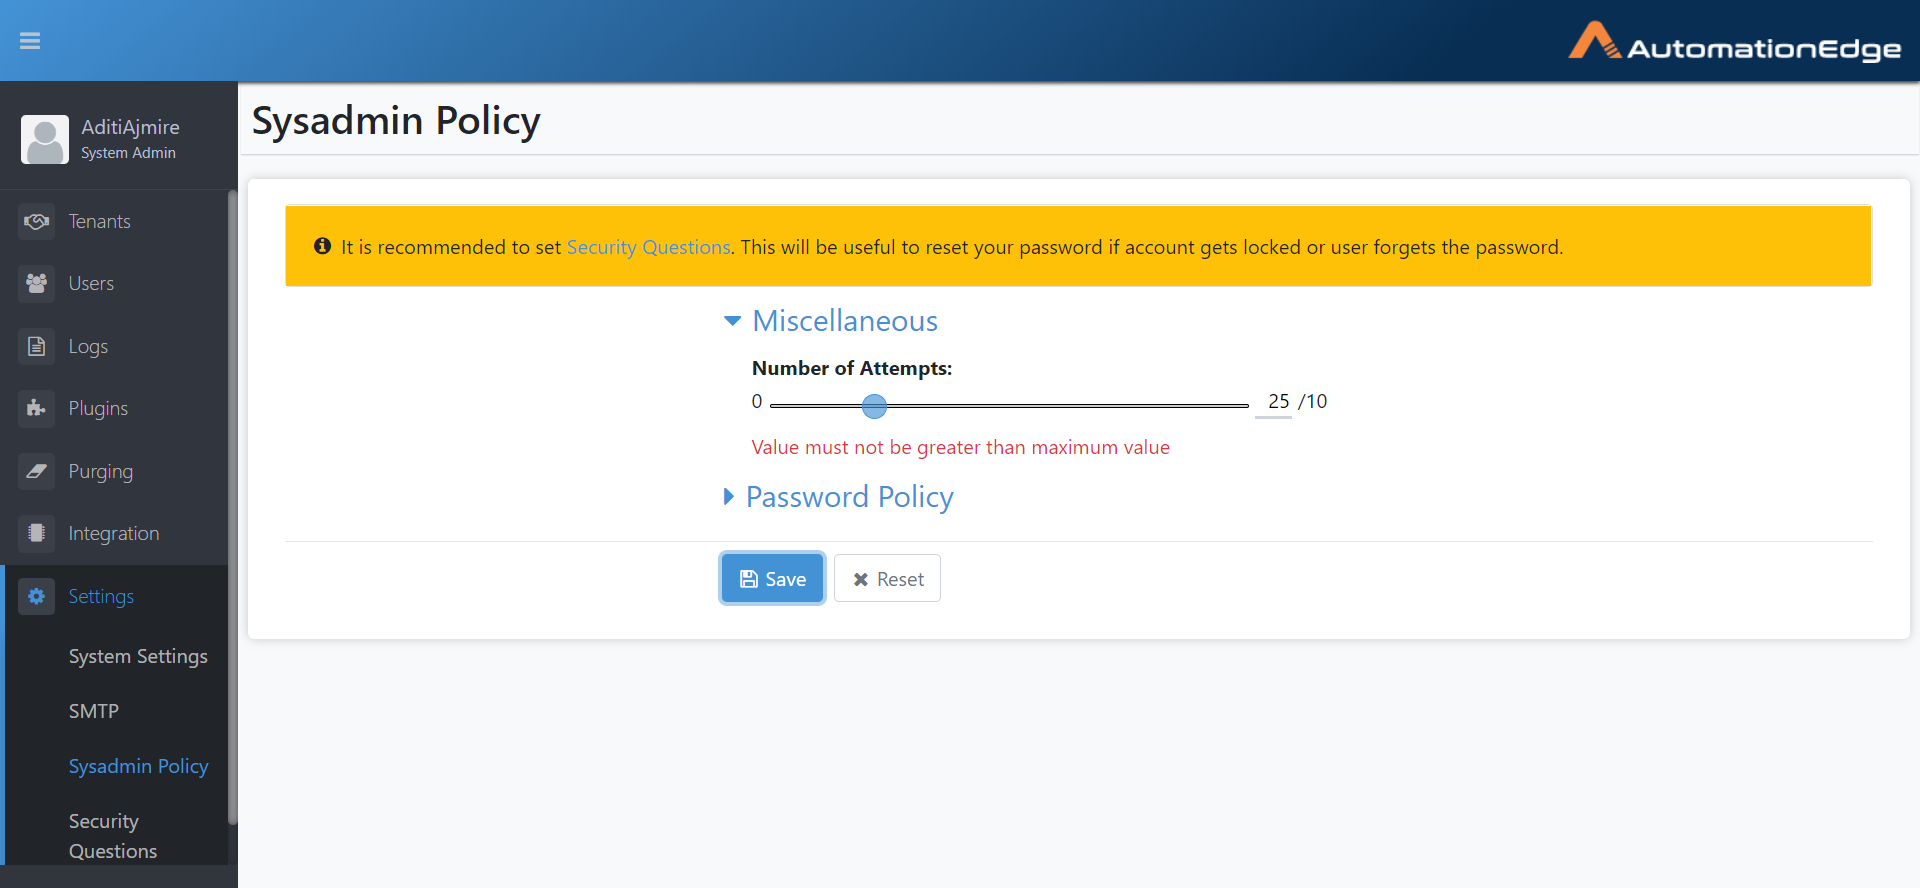 AutomationEdge
AditiAjmire
System Admin
Tenants
Users
Logs
Plugins
Purging
Integration
Settings
System Settings
SMTP
Sysadmin Policy
Security
Questions
Sysadmin Policy
It is recommended to set Security Questions. This will be useful to reset your password if account gets locked or user forgets the password.
Miscellaneous
Number of Attempts:
0 25 /10
Value must not be greater than maximum value
Password Policy
Save Reset